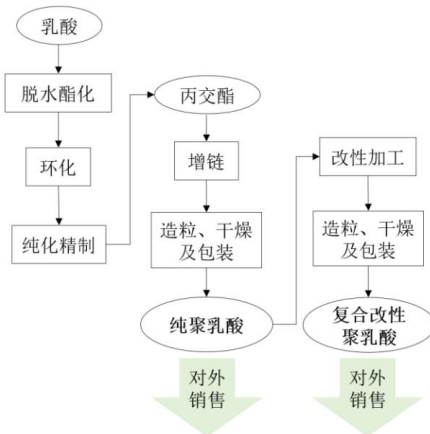 乳酸
脱水酯化
环化
纯化精制
丙交酯
增链
造粒、干燥
及包装
纯聚乳酸
对外
销售
改性加工
造粒、干燥
及包装
复合改性
聚乳酸
对外
销售